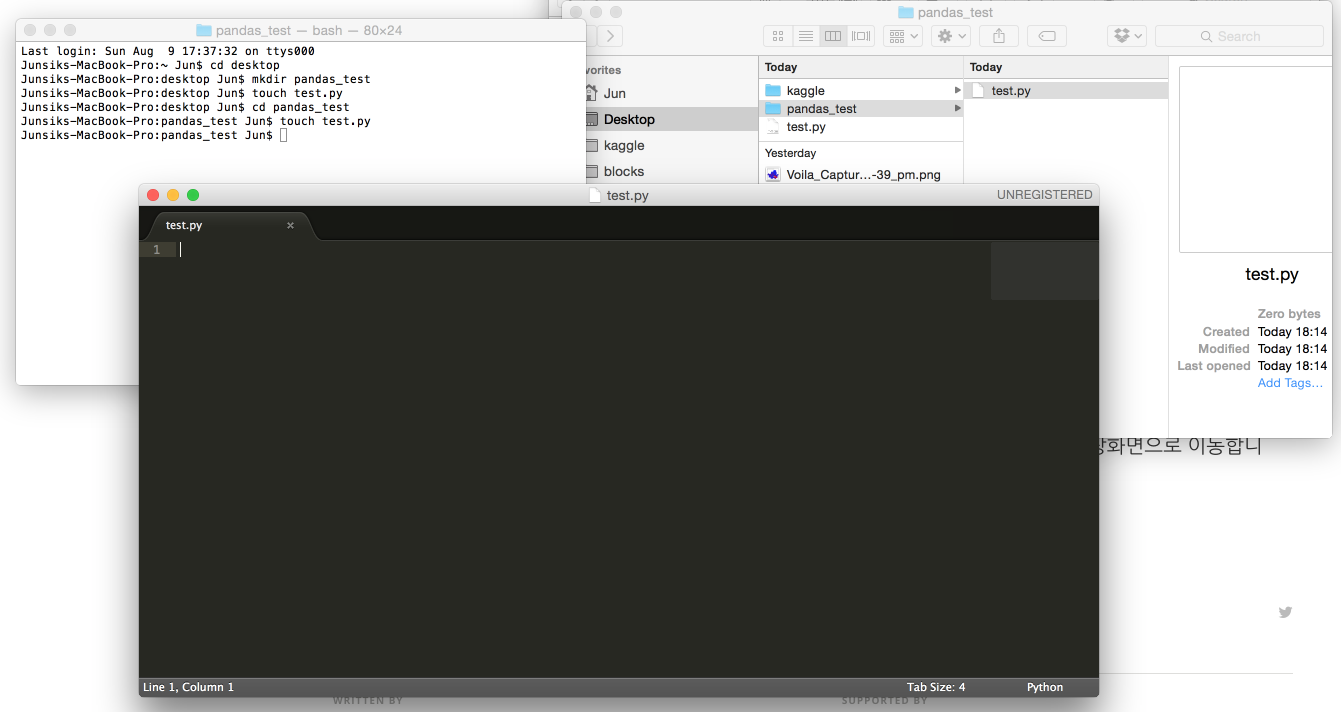 pandas_test — bash — 80×24
Last login: Sun Aug  9 17:37:32 on ttys000
Junsiks-MacBook-Pro:~ Jun$ cd desktop
Junsiks-MacBook-Pro:desktop Jun$ mkdir pandas_test
Junsiks-MacBook-Pro:desktop Jun$ touch test.py
Junsiks-MacBook-Pro:desktop Jun$ cd pandas_test
Junsiks-MacBook-Pro:pandas_test Jun$ touch test.py
Junsiks-MacBook-Pro:pandas_test Jun$
pandas_test
Search
vorites
Jun
Desktop
kaggle
blocks
Today
kaggle
pandas_test
test.py
Yesterday
Voila_Captur...-39_pm.png
Today
test.py
test.py
Zero bytes
Created Today 18:14
Modified Today 18:14
Last opened Today 18:14
Add Tags...
test.py
UNREGISTERED
test.py
1
Line 1, Column 1
Tab Size: 4
Python
화면으로 이동합니
WRITTEN BY
SUPPORTED BY